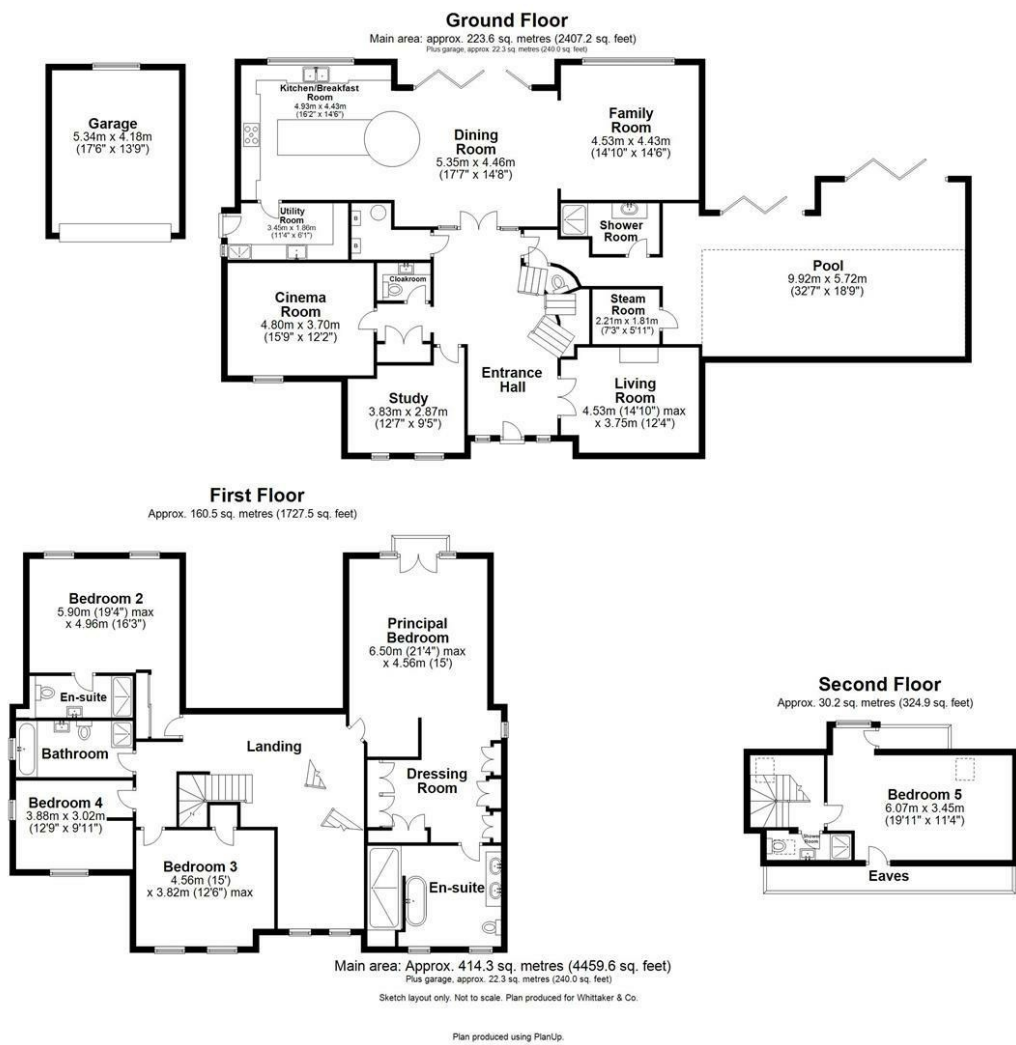 Ground Floor
Main area: approx. 223.6 sq. metres (2407.2 sq. feet)
Plus garage, approx. 22.3 sq. metres (240.0 sq. feet)
Garage
5.34m x 4.18m
(17'6" x 13'9")
Kitchen/Breakfast
Room
4.93m x 4.43m
(16'2" x 14'6")
Dining
Room
5.35m x 4.46m
(17'7" x 14'8")
Family
Room
4.53m x 4.43m
(14'10" x 14'6")
Utility
Room
3.45m x 1.86m
(11'4" x 6'1")
Shower
Room
Pool
9.92m x 5.72m
(32'7" x 18'9")
Cloakroom
Cinema
Room
4.80m x 3.70m
(15'9" x 12'2")
Steam
Room
2.21m x 1.81m
(7'3" x 5'11")
Entrance
Hall
Living
Room
4.53m (14'10") max
x 3.75m (12'4")
Study
3.83m x 2.87m
(12'7" x 9'5")
First Floor
Approx. 160.5 sq. metres (1727.5 sq. feet)
Bedroom 2
5.90m (19'4") max
x 4.96m (16'3")
Principal
Bedroom
6.50m (21'4") max
x 4.56m (15')
En-suite
Bathroom
Landing
Dressing
Room
Bedroom 4
3.88m x 3.02m
(12'9" x 9'11")
Bedroom 3
4.56m (15')
x 3.82m (12'6") max
En-suite
Second Floor
Approx. 30.2 sq. metres (324.9 sq. feet)
Bedroom 5
6.07m x 3.45m
(19'11" x 11'4")
Shower
Room
Eaves
Main area: Approx. 414.3 sq. metres (4459.6 sq. feet)
Plus garage, approx. 22.3 sq. metres (240.0 sq. feet)
Sketch layout only. Not to scale. Plan produced for Whittaker & Co.
Plan produced using PlanUp.